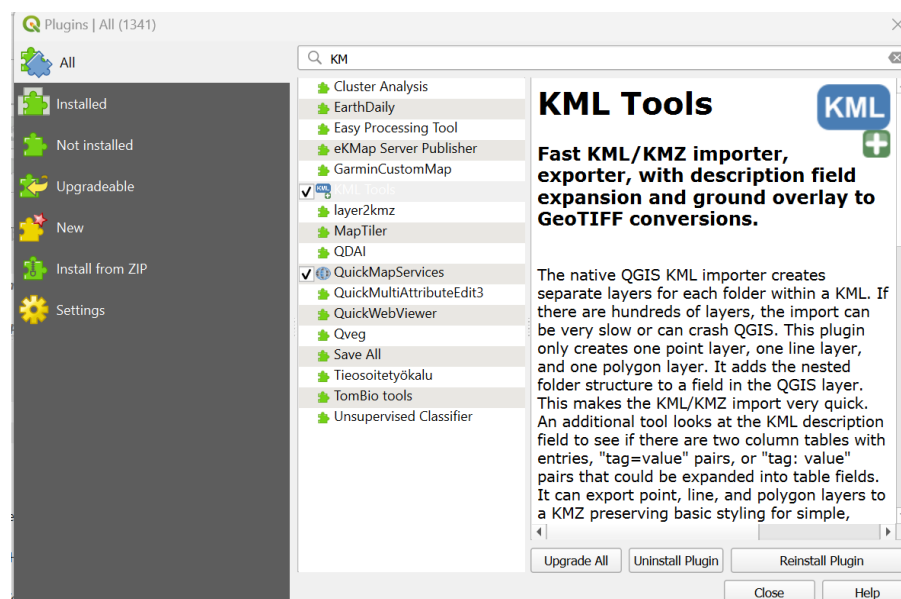 Plugins | All (1341)
All
Installed
Not installed
Upgradeable
New
Install from ZIP
Settings
KM
Cluster Analysis
EarthDaily
Easy Processing Tool
eKMap Server Publisher
GarminCustomMap
KML Tools
layer2kmz
MapTiler
QDAI
QuickMapServices
QuickMultiAttributeEdit3
QuickWebViewer
Qveg
Save All
Tieosoitetyökalu
TomBio tools
Unsupervised Classifier
KML Tools
KML
Fast KML/KMZ importer,
exporter, with description field
expansion and ground overlay to
GeoTIFF conversions.
The native QGIS KML importer creates
separate layers for each folder within a KML. If
there are hundreds of layers, the import can
be very slow or can crash QGIS. This plugin
only creates one point layer, one line layer,
and one polygon layer. It adds the nested
folder structure to a field in the QGIS layer.
This makes the KML/KMZ import very quick.
An additional tool looks at the KML description
field to see if there are two column tables with
entries, "tag=value" pairs, or "tag: value"
pairs that could be expanded into table fields.
It can export point, line, and polygon layers to
a KMZ preserving basic styling for simple,
Upgrade All
Uninstall Plugin
Reinstall Plugin
Close
Help